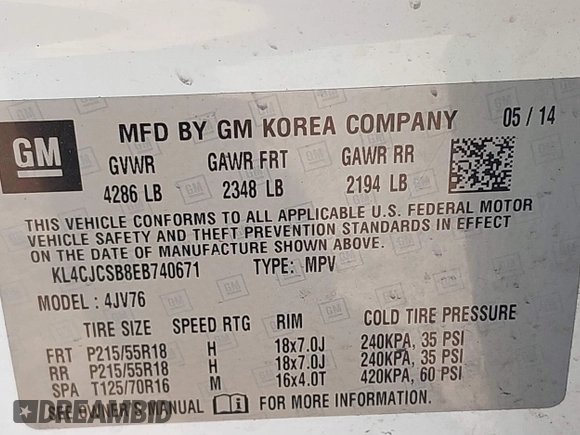 GM
MFD BY GM KOREA COMPANY 05 / 14
GVWR GAWR FRT GAWR RR
4286 LB 2348 LB 2194 LB
THIS VEHICLE CONFORMS TO ALL APPLICABLE U.S. FEDERAL MOTOR
VEHICLE SAFETY AND THEFT PREVENTION STANDARDS IN EFFECT
ON THE DATE OF MANUFACTURE SHOWN ABOVE.
KL4CJCSB8EB740671 TYPE: MPV
MODEL : 4JV76
TIRE SIZE SPEED RTG RIM COLD TIRE PRESSURE
FRT P215/55R18 H 18x7.0J 240KPA, 35 PSI
RR P215/55R18 H 18x7.0J 240KPA, 35 PSI
SPA T125/70R16 M 16x4.0T 420KPA, 60 PSI
SEE OWNER'S MANUAL FOR MORE INFORMATION.
DREAMBID